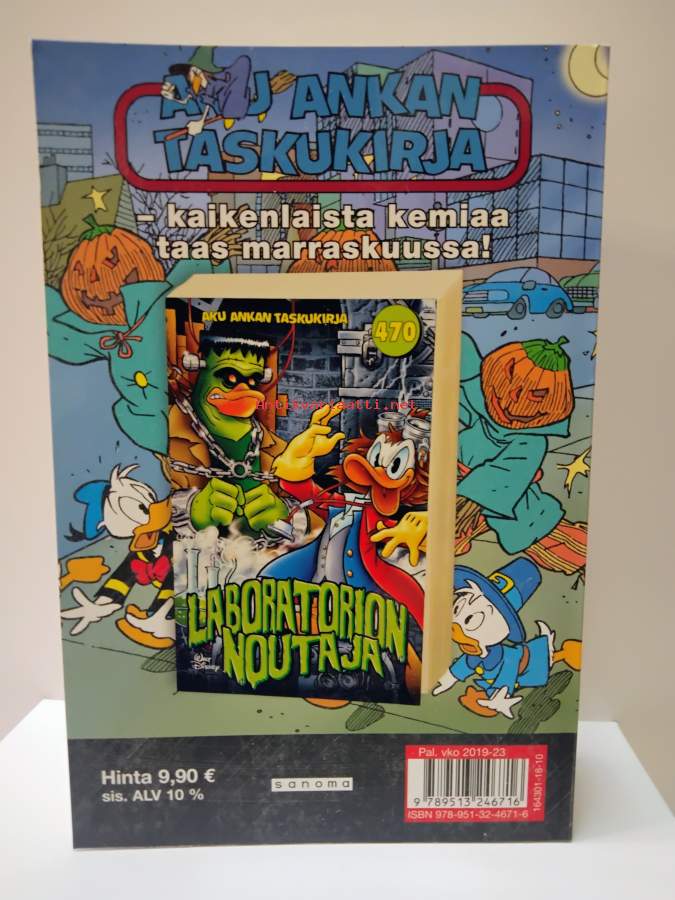 AKU ANKAN
TASKUKIRJA
– kaikenlaista kemiaa
taas marraskuussa!
AKU ANKAN TASKUKIRJA
470
Antikvariaatti.net
LABORATORION
NOUTAJA
Walt
Disney
Hinta 9,90 €
sis. ALV 10 %
sanoma
Pal. vko 2019-23
9 789513 246716
ISBN 978-951-32-4671-6
164301-18-10